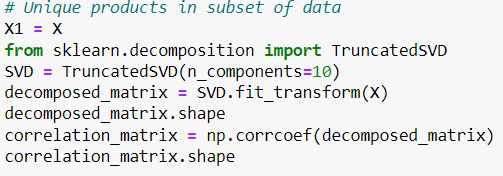 # Unique products in subset of data
X1 = X
from sklearn.decomposition import TruncatedSVD
SVD = TruncatedSVD(n_components=10)
decomposed_matrix = SVD.fit_transform(X)
decomposed_matrix.shape
correlation_matrix = np.corrcoef(decomposed_matrix)
correlation_matrix.shape